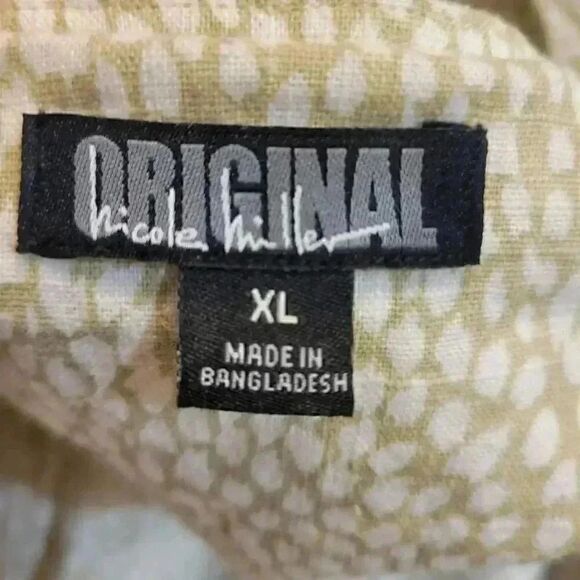 ORIGINAL
Nicole Miller
XL
MADE IN
BANGLADESH